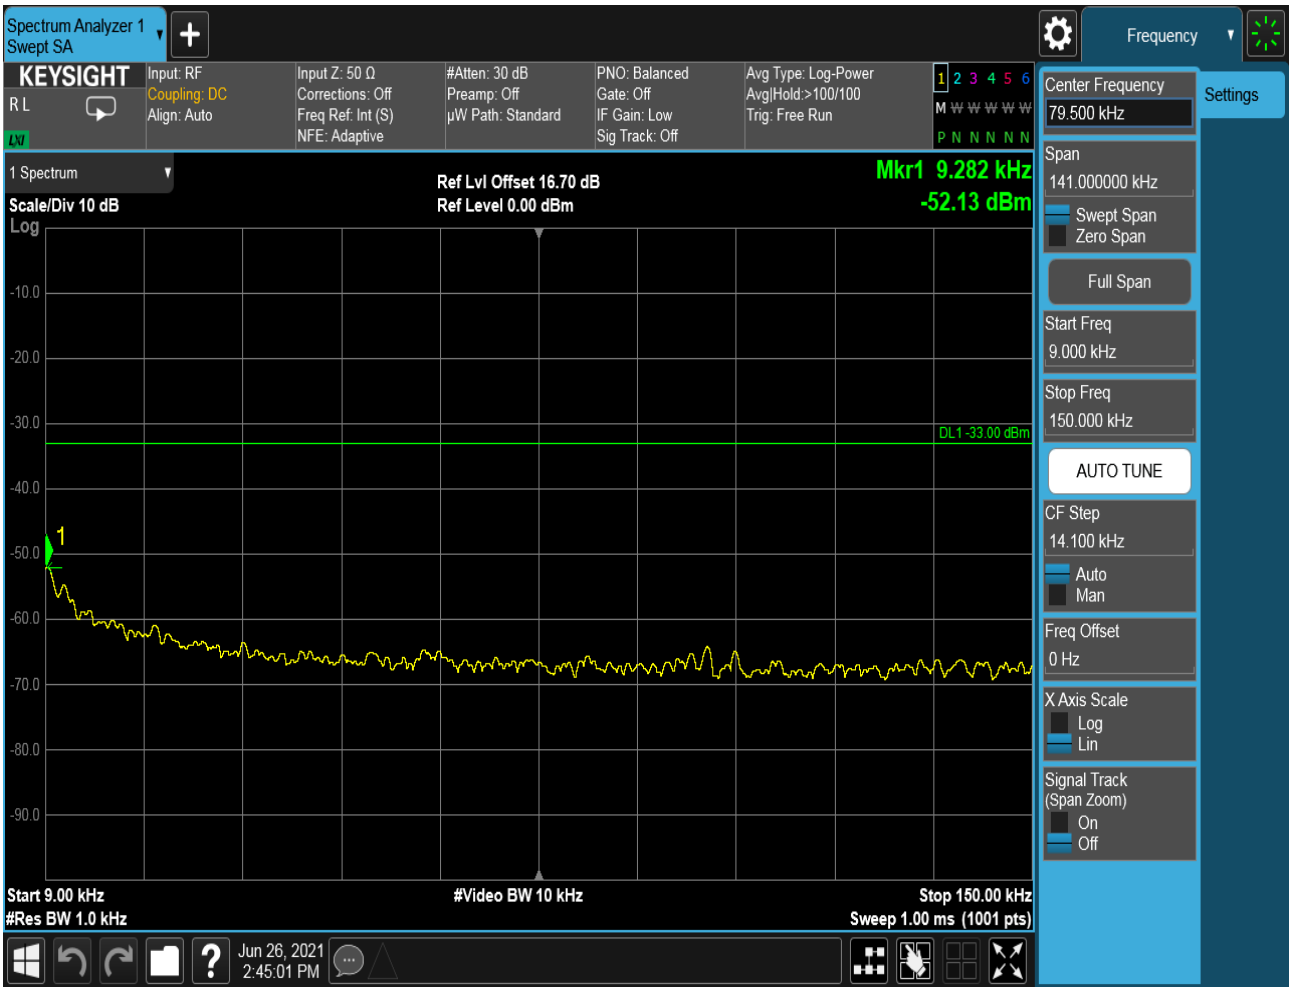 Spectrum Analyzer 1
Swept SA
Frequency
KEYSIGHT
R L
LXI
Input: RF
Coupling: DC
Align: Auto
Input Z: 50 Ω
Corrections: Off
Freq Ref: Int (S)
NFE: Adaptive
#Atten: 30 dB
Preamp: Off
µW Path: Standard
PNO: Balanced
Gate: Off
IF Gain: Low
Sig Track: Off
Avg Type: Log-Power
Avg|Hold:>100/100
Trig: Free Run
1 2 3 4 5 6
M W W W W W
P N N N N N
1 Spectrum
Scale/Div 10 dB
Log
Ref Lvl Offset 16.70 dB
Ref Level 0.00 dBm
Mkr1 9.282 kHz
-52.13 dBm
-10.0
-20.0
-30.0
DL1 -33.00 dBm
-40.0
1
-50.0
-60.0
-70.0
-80.0
-90.0
Start 9.00 kHz
#Video BW 10 kHz
Stop 150.00 kHz
#Res BW 1.0 kHz
Sweep 1.00 ms (1001 pts)
Center Frequency
79.500 kHz
Settings
Span
141.000000 kHz
Swept Span
Zero Span
Full Span
Start Freq
9.000 kHz
Stop Freq
150.000 kHz
AUTO TUNE
CF Step
14.100 kHz
Auto
Man
Freq Offset
0 Hz
X Axis Scale
Log
Lin
Signal Track
(Span Zoom)
On
Off
?
Jun 26, 2021
2:45:01 PM